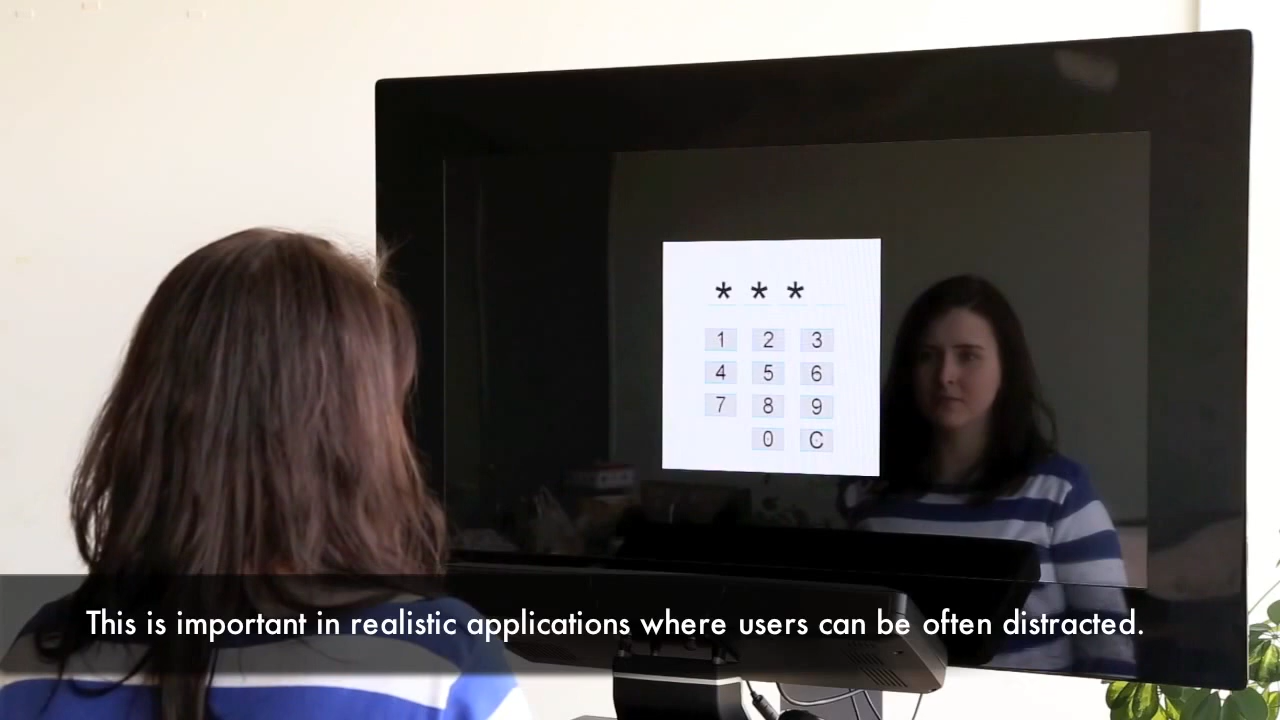 * * *
1 2 3
4 5 6
7 8 9
0 C
This is important in realistic applications where users can be often distracted.